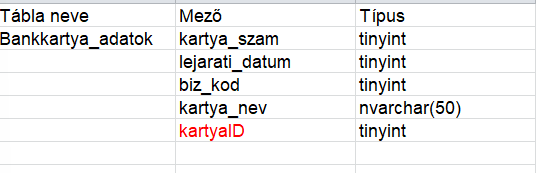 Tábla neve Mező Típus
Bankkartya_adatok kartya_szam tinyint
lejarati_datum tinyint
biz_kod tinyint
kartya_nev nvarchar(50)
kartyaID tinyint